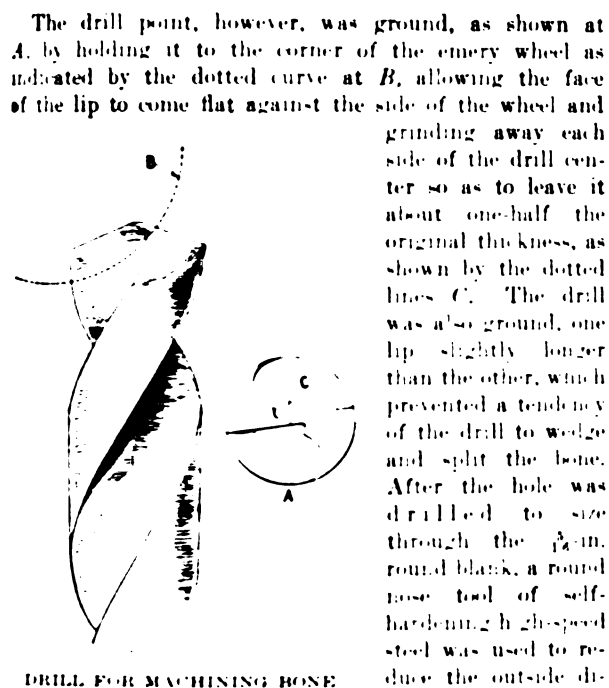 The drill point, however, was ground, as shown at
A, by holding it to the corner of the emery wheel as
indicated by the dotted curve at B, allowing the face
of the lip to come flat against the side of the wheel and
grinding away each
side of the drill cen-
ter so as to leave it
about one-half the
original thickness, as
shown by the dotted
lines C. The drill
was also ground, one
lip slightly longer
than the other, which
prevented a tendency
of the drill to wedge
and split the bone.
After the hole was
drilled to size
through the -in.
round blank, a round
nose tool of self-
hardening high-speed
steel was used to re-
duce the outside di-
B
C
A
DRILL FOR MACHINING BONE